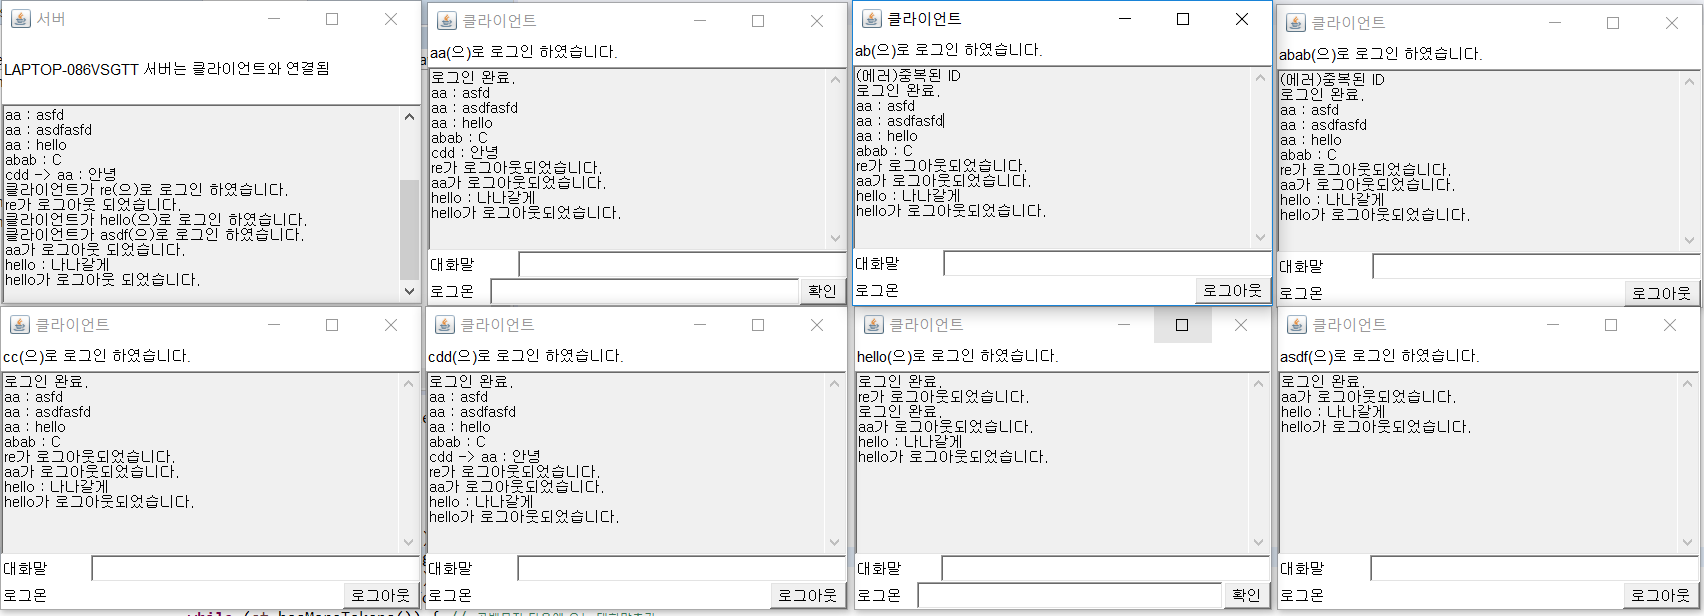 서버
LAPTOP-086VSGTT 서버는 클라이언트와 연결됨
aa : asfd
aa : asdfasfd
aa : hello
abab : C
cdd -> aa : 안녕
클라이언트가 re(으)로 로그인 하였습니다.
re가 로그아웃 되었습니다.
클라이언트가 hello(으)로 로그인 하였습니다.
클라이언트가 asdf(으)로 로그인 하였습니다.
aa가 로그아웃 되었습니다.
hello : 나나갈게
hello가 로그아웃 되었습니다.
클라이언트
aa(으)로 로그인 하였습니다.
로그인 완료.
aa : asfd
aa : asdfasfd
aa : hello
abab : C
cdd : 안녕
re가 로그아웃되었습니다.
aa가 로그아웃되었습니다.
hello : 나나갈게
hello가 로그아웃되었습니다.
대화말
로그온
확인
클라이언트
ab(으)로 로그인 하였습니다.
(에러)중복된 ID
로그인 완료.
aa : asfd
aa : asdfasfd
aa : hello
abab : C
re가 로그아웃되었습니다.
aa가 로그아웃되었습니다.
hello : 나나갈게
hello가 로그아웃되었습니다.
대화말
로그온
로그아웃
클라이언트
abab(으)로 로그인 하였습니다.
(에러)중복된 ID
로그인 완료.
aa : asfd
aa : asdfasfd
aa : hello
abab : C
re가 로그아웃되었습니다.
aa가 로그아웃되었습니다.
hello : 나나갈게
hello가 로그아웃되었습니다.
대화말
로그온
로그아웃
클라이언트
cc(으)로 로그인 하였습니다.
로그인 완료.
aa : asfd
aa : asdfasfd
aa : hello
abab : C
re가 로그아웃되었습니다.
aa가 로그아웃되었습니다.
hello : 나나갈게
hello가 로그아웃되었습니다.
대화말
로그온
로그아웃
클라이언트
cdd(으)로 로그인 하였습니다.
로그인 완료.
aa : asfd
aa : asdfasfd
aa : hello
abab : C
cdd -> aa : 안녕
re가 로그아웃되었습니다.
aa가 로그아웃되었습니다.
hello : 나나갈게
hello가 로그아웃되었습니다.
대화말
로그온
로그아웃
클라이언트
hello(으)로 로그인 하였습니다.
로그인 완료.
re가 로그아웃되었습니다.
로그인 완료.
aa가 로그아웃되었습니다.
hello : 나나갈게
hello가 로그아웃되었습니다.
대화말
로그온
확인
클라이언트
asdf(으)로 로그인 하였습니다.
로그인 완료.
aa가 로그아웃되었습니다.
hello : 나나갈게
hello가 로그아웃되었습니다.
대화말
로그온
로그아웃